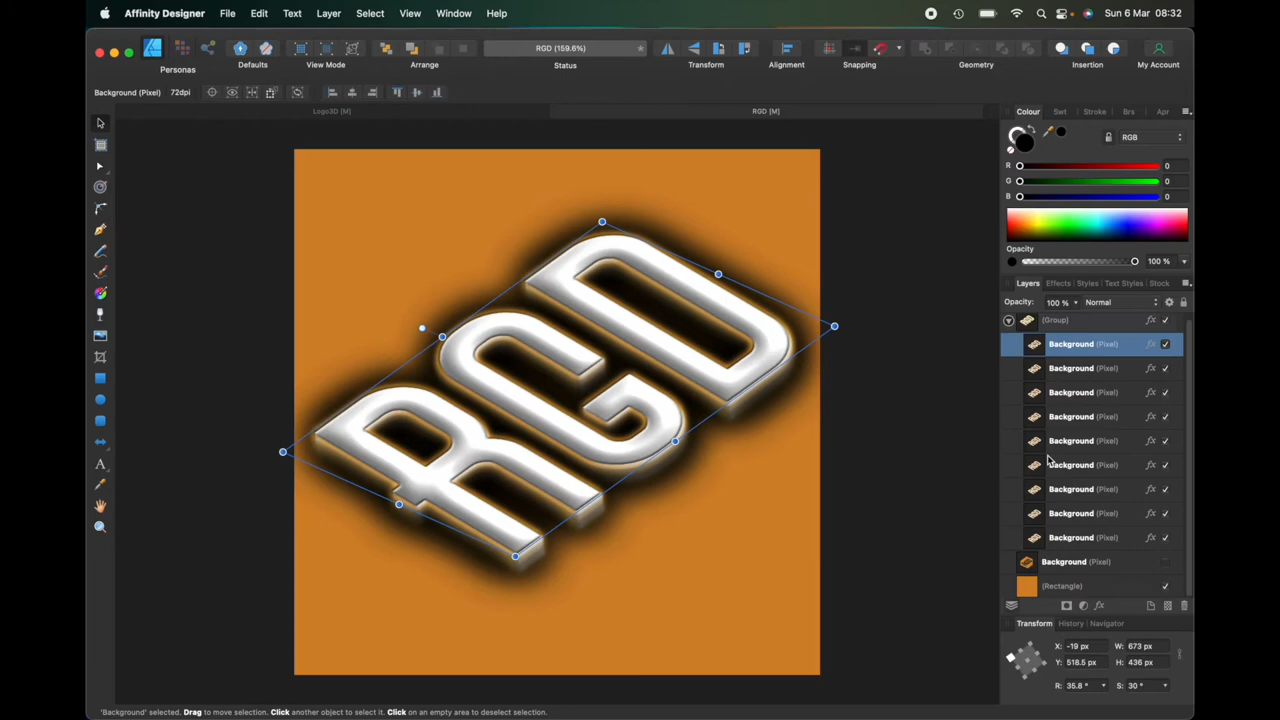 Affinity Designer File Edit Text Layer Select View Window Help Sun 6 Mar 08:32
RGD (159.6%)
Personas Defaults View Mode Arrange Status Transform Alignment Snapping Geometry Insertion My Account
Background (Pixel) 72dpi
Logo3D [M] RGD [M]
Colour Swt Stroke Brs Apr
RGB
R 0
G 0
B 0
Opacity
100 %
Layers Effects Styles Text Styles Stock
Opacity: 100 % Normal
(Group)
Background (Pixel)
Background (Pixel)
Background (Pixel)
Background (Pixel)
Background (Pixel)
Background (Pixel)
Background (Pixel)
Background (Pixel)
Background (Pixel)
Background (Pixel)
(Rectangle)
Transform History Navigator
X: -19 px W: 673 px
Y: 518.5 px H: 436 px
R: 35.8 ° S: 30 °
RGD
'Background' selected. Drag to move selection. Click another object to select it. Click on an empty area to deselect selection.